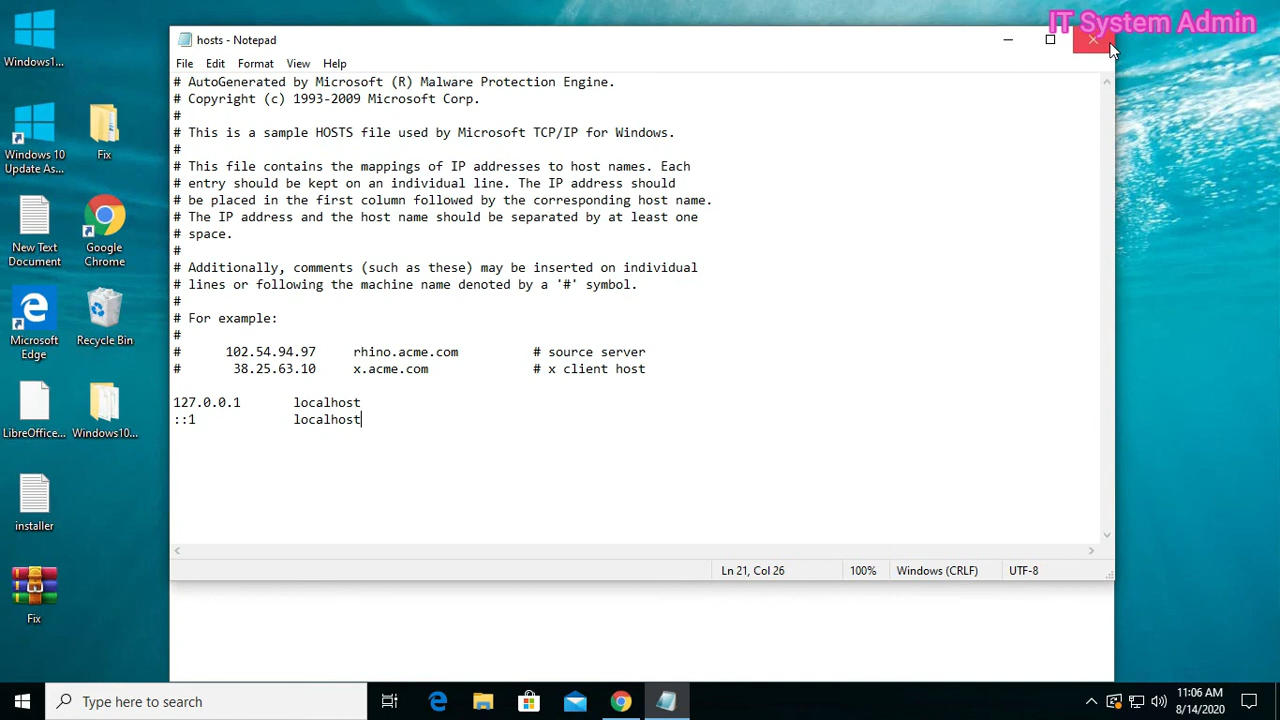 IT System Admin
hosts - Notepad
File Edit Format View Help
# AutoGenerated by Microsoft (R) Malware Protection Engine.
# Copyright (c) 1993-2009 Microsoft Corp.
#
# This is a sample HOSTS file used by Microsoft TCP/IP for Windows.
#
# This file contains the mappings of IP addresses to host names. Each
# entry should be kept on an individual line. The IP address should
# be placed in the first column followed by the corresponding host name.
# The IP address and the host name should be separated by at least one
# space.
#
# Additionally, comments (such as these) may be inserted on individual
# lines or following the machine name denoted by a '#' symbol.
#
# For example:
#
#      102.54.94.97     rhino.acme.com          # source server
#       38.25.63.10     x.acme.com              # x client host
127.0.0.1       localhost
::1             localhost
Ln 21, Col 26 100% Windows (CRLF) UTF-8
Windows1...
Windows 10
Update As...
Fix
New Text
Document
Google
Chrome
Microsoft
Edge
Recycle Bin
LibreOffice...
Windows10...
installer
Fix
Type here to search
11:06 AM
8/14/2020